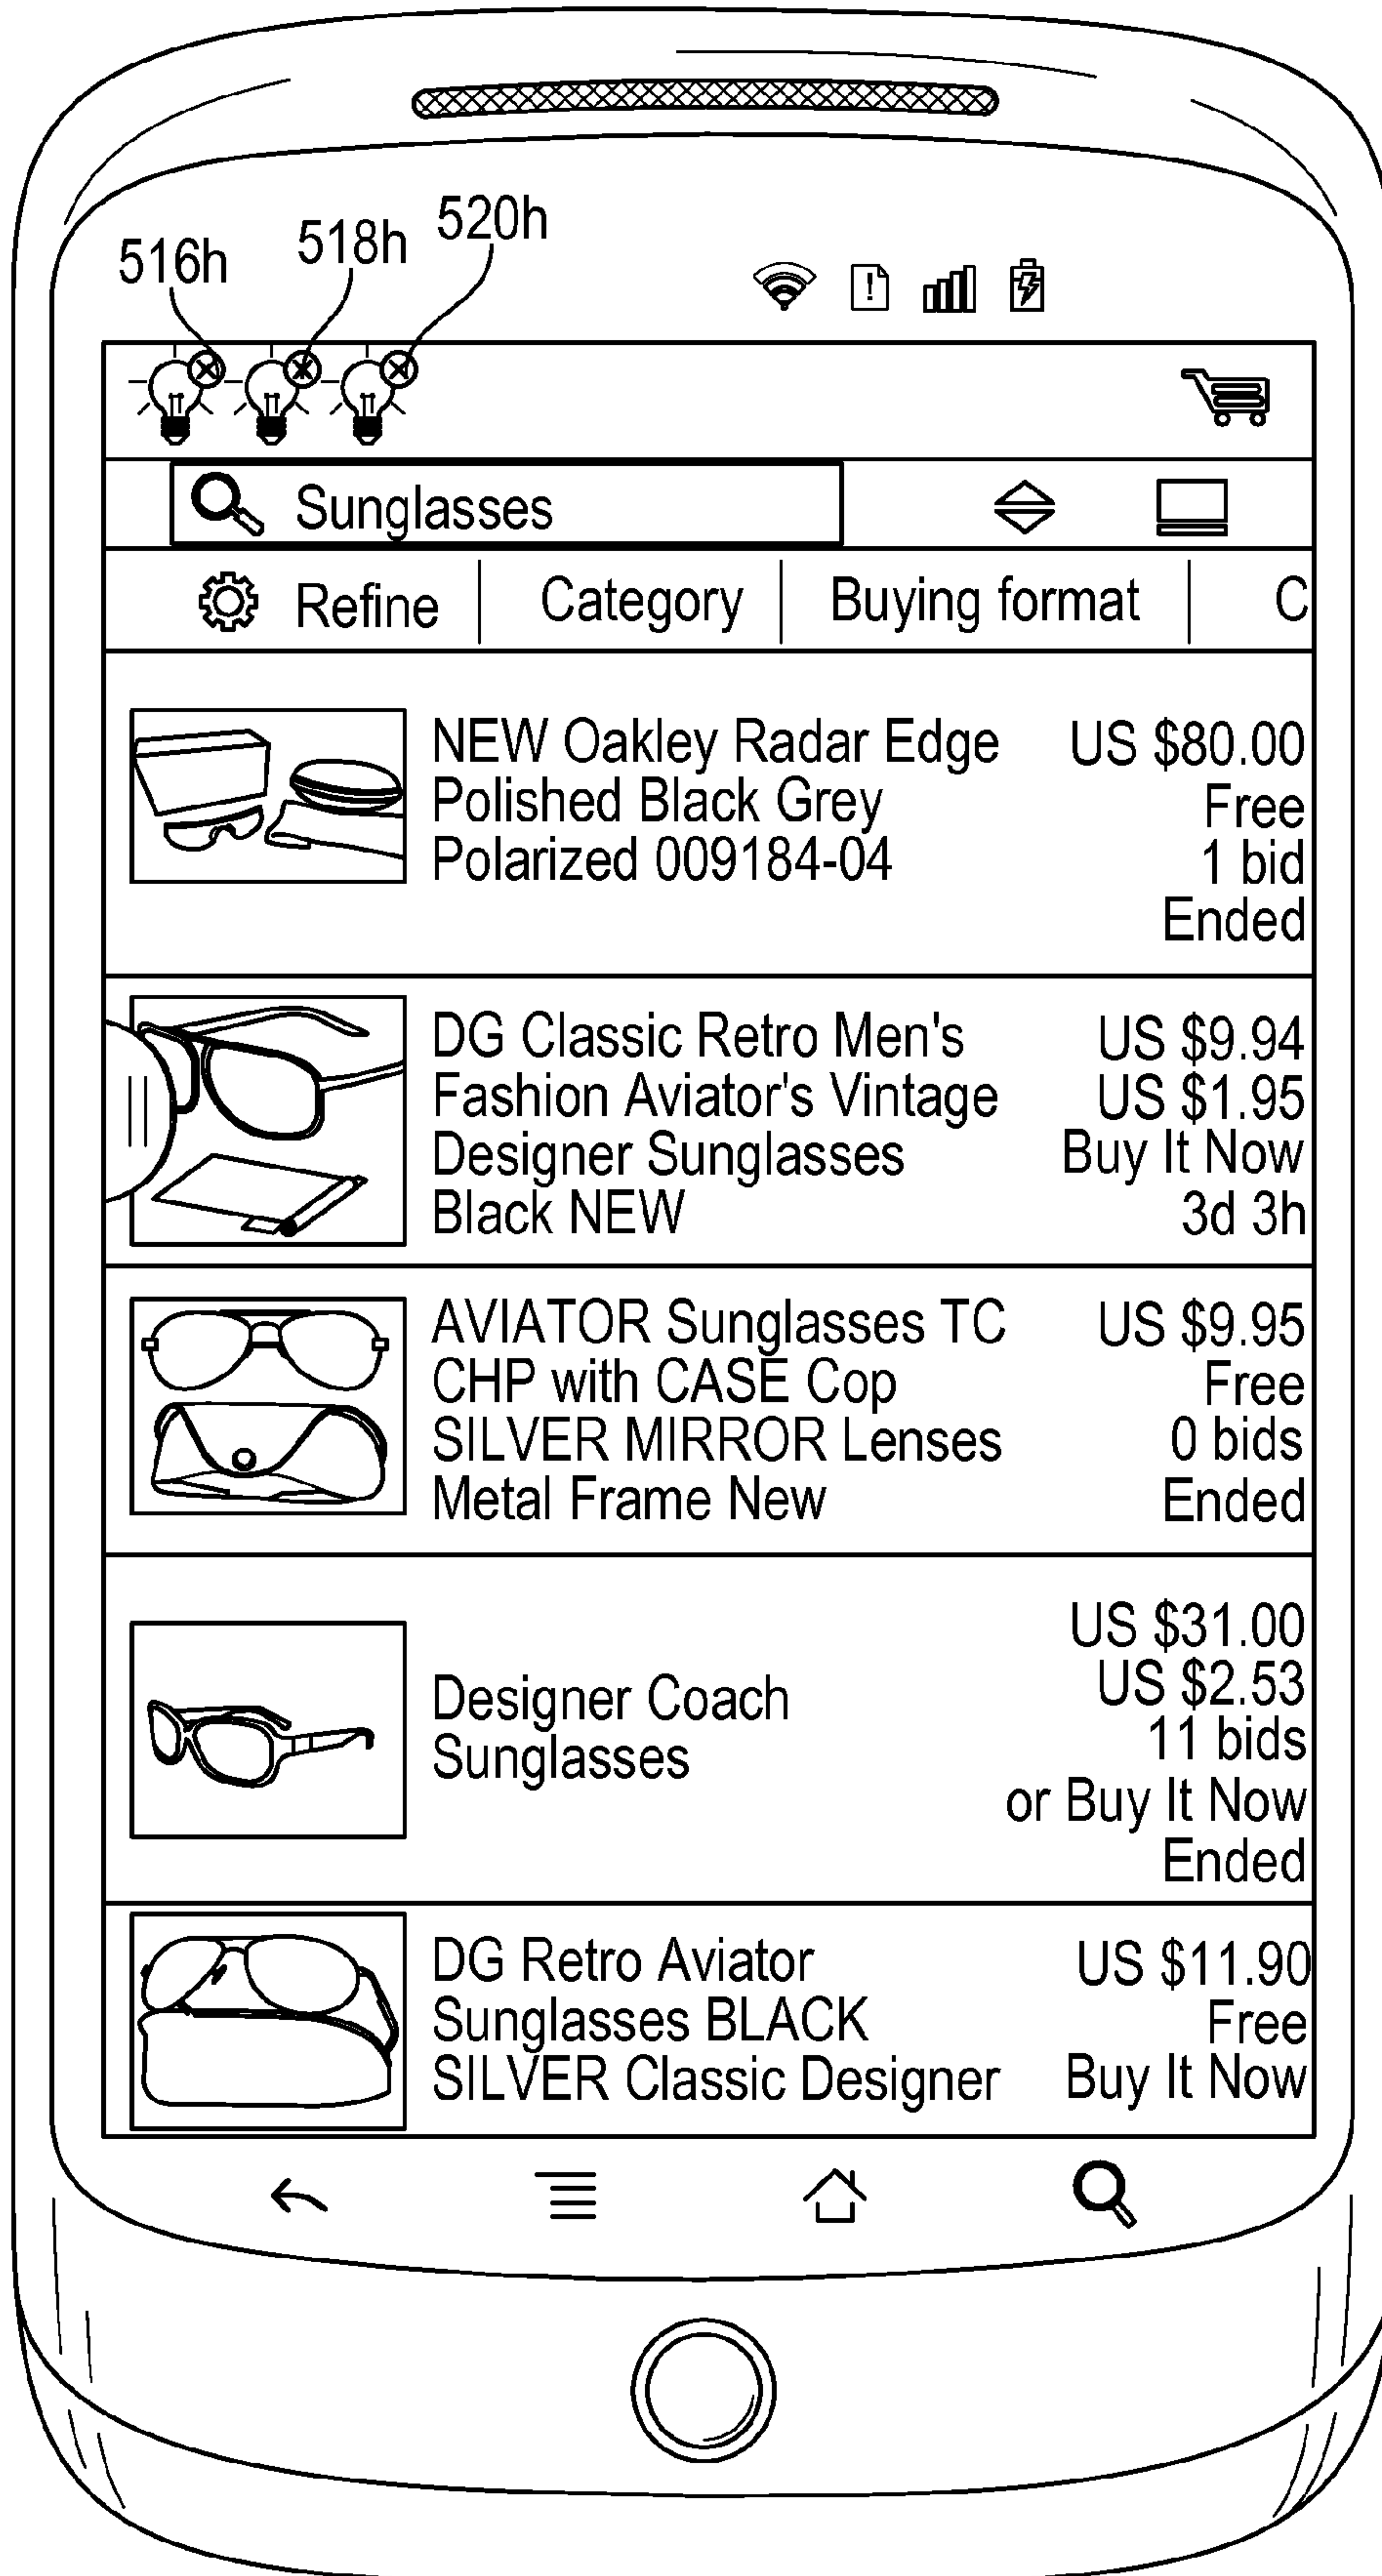 516h
518h
520h
Sunglasses
Refine
Category
Buying format
C
NEW Oakley Radar Edge
Polished Black Grey
Polarized 009184-04
US $80.00
Free
1 bid
Ended
DG Classic Retro Men's
Fashion Aviator's Vintage
Designer Sunglasses
Black NEW
US $9.94
US $1.95
Buy It Now
3d 3h
AVIATOR Sunglasses TC
CHP with CASE Cop
SILVER MIRROR Lenses
Metal Frame New
US $9.95
Free
0 bids
Ended
Designer Coach
Sunglasses
US $31.00
US $2.53
11 bids
or Buy It Now
Ended
DG Retro Aviator
Sunglasses BLACK
SILVER Classic Designer
US $11.90
Free
Buy It Now